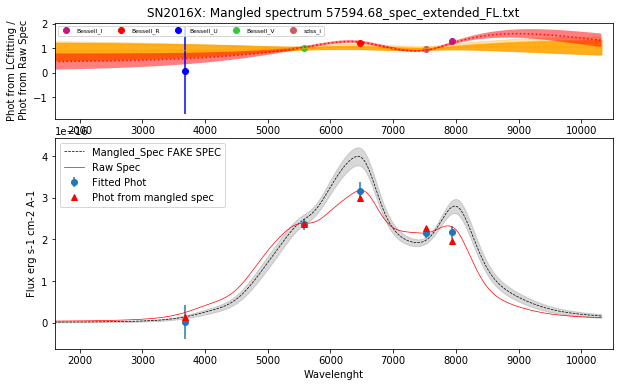 SN2016X: Mangled spectrum 57594.68_spec_extended_FL.txt
Phot from LCfitting /
Phot from Raw Spec
2
1
0
−1
Bessell_I
Bessell_R
Bessell_U
Bessell_V
sdss_i
2000
3000
4000
5000
6000
7000
8000
9000
10000
1e−16
Flux erg s-1 cm-2 A-1
4
3
2
1
0
Mangled_Spec FAKE SPEC
Raw Spec
Fitted Phot
Phot from mangled spec
2000
3000
4000
5000
6000
7000
8000
9000
10000
Wavelenght